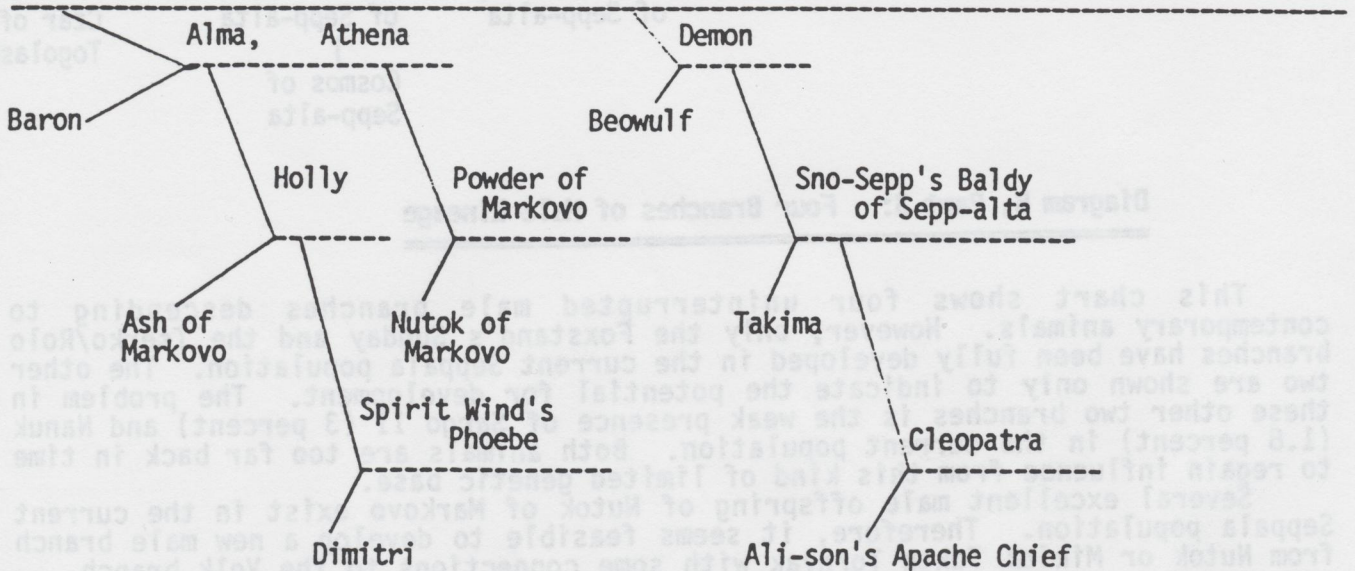 Alma, Athena Demon
Baron Beowulf
Holly Powder of Sno-Sepp's Baldy
Markovo of Sepp-alta
Ash of Nutok of Takima
Markovo Markovo
Spirit Wind's
Phoebe Cleopatra
Dimitri Ali-son's Apache Chief